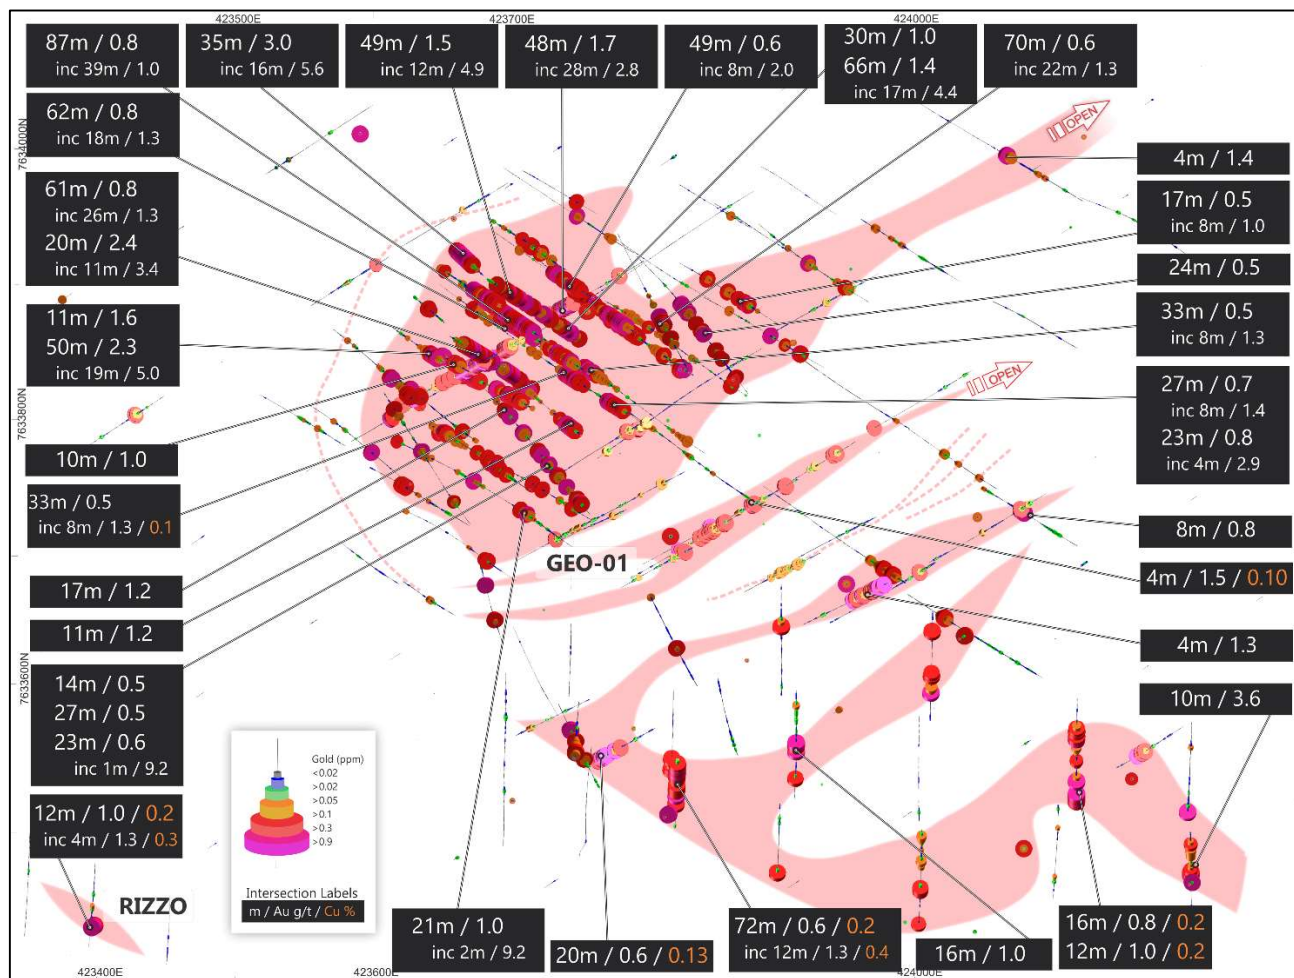 423500E
423700E
424000E
87m / 0.8
inc 39m / 1.0
35m / 3.0
inc 16m / 5.6
49m / 1.5
inc 12m / 4.9
48m / 1.7
inc 28m / 2.8
49m / 0.6
inc 8m / 2.0
30m / 1.0
66m / 1.4
inc 17m / 4.4
70m / 0.6
inc 22m / 1.3
62m / 0.8
inc 18m / 1.3
OPEN
7634000N
4m / 1.4
61m / 0.8
inc 26m / 1.3
20m / 2.4
inc 11m / 3.4
17m / 0.5
inc 8m / 1.0
24m / 0.5
11m / 1.6
50m / 2.3
inc 19m / 5.0
33m / 0.5
inc 8m / 1.3
OPEN
27m / 0.7
inc 8m / 1.4
23m / 0.8
inc 4m / 2.9
7633800N
10m / 1.0
33m / 0.5
inc 8m / 1.3 / 0.1
8m / 0.8
GEO-01
4m / 1.5 / 0.10
17m / 1.2
11m / 1.2
4m / 1.3
7633600N
14m / 0.5
27m / 0.5
23m / 0.6
inc 1m / 9.2
10m / 3.6
12m / 1.0 / 0.2
inc 4m / 1.3 / 0.3
Gold (ppm)
<0.02
>0.02
>0.05
>0.1
>0.3
>0.9
Intersection Labels
m / Au g/t / Cu %
RIZZO
21m / 1.0
inc 2m / 9.2
20m / 0.6 / 0.13
72m / 0.6 / 0.2
inc 12m / 1.3 / 0.4
16m / 1.0
16m / 0.8 / 0.2
12m / 1.0 / 0.2
423400E
423600E
424000E